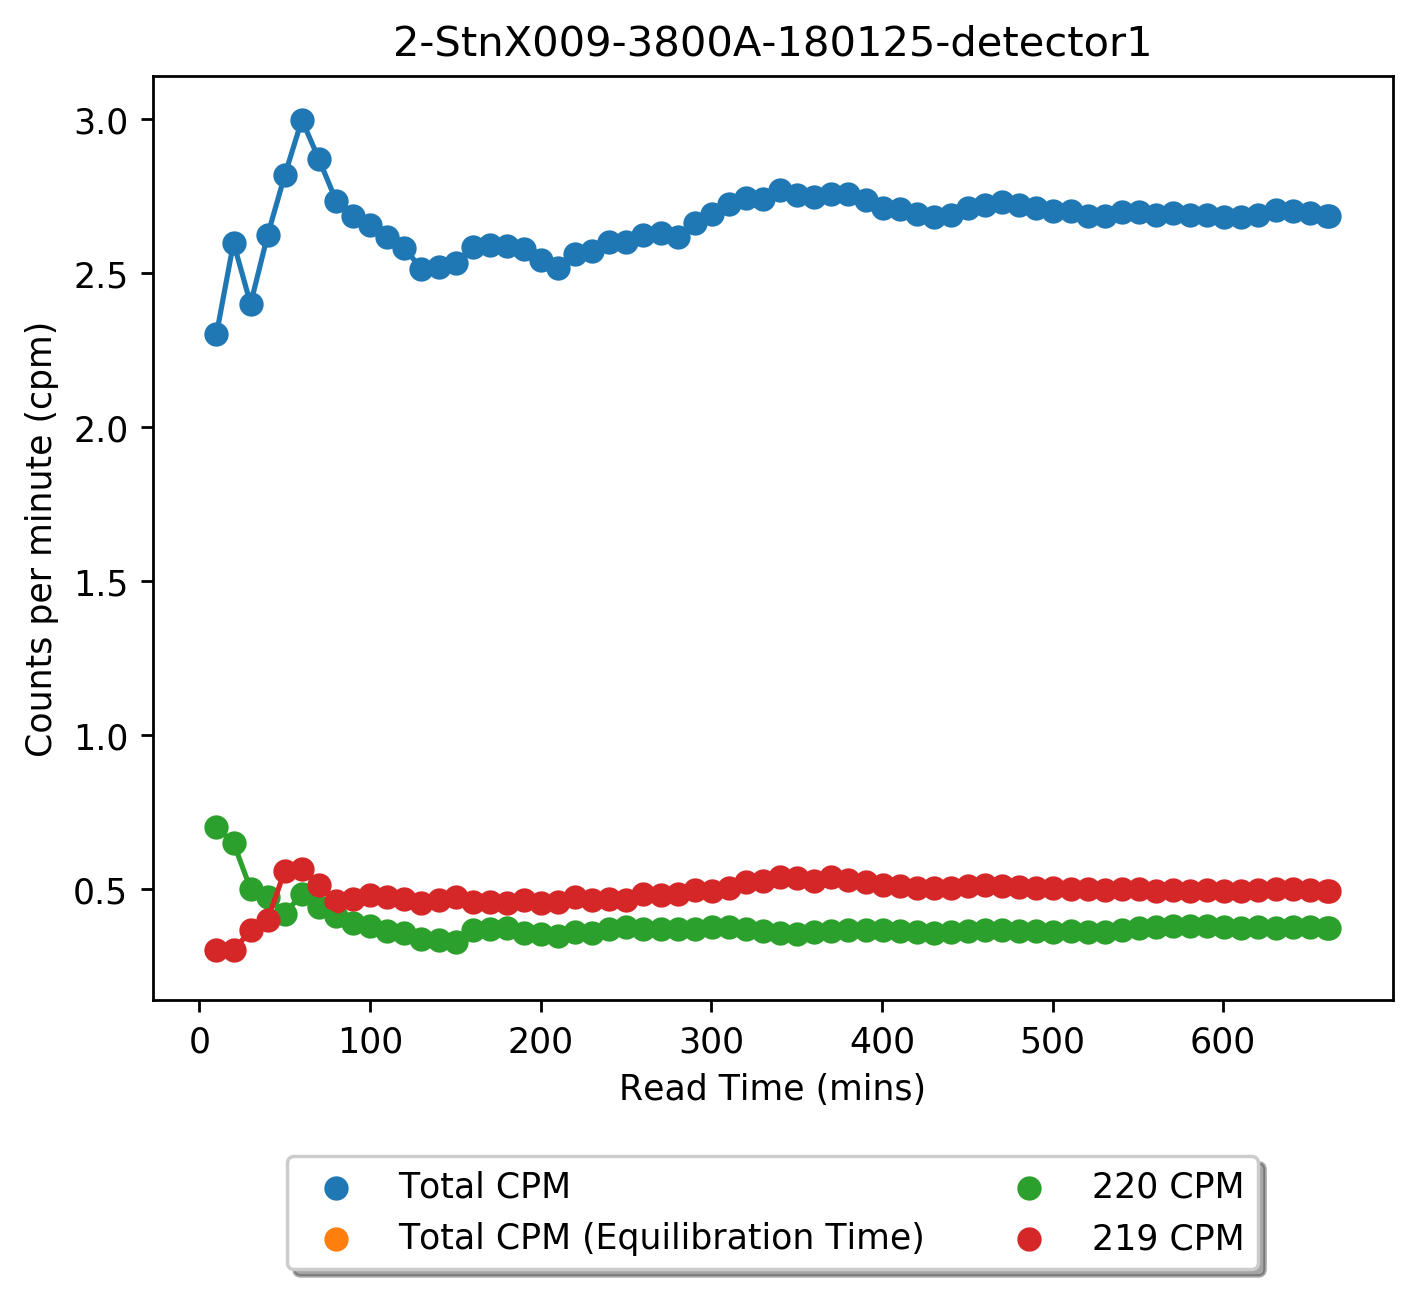 2-StnX009-3800A-180125-detector1
3.0
2.5
2.0
1.5
1.0
0.5
Counts per minute (cpm)
0 100 200 300 400 500 600
Read Time (mins)
Total CPM
Total CPM (Equilibration Time)
220 CPM
219 CPM